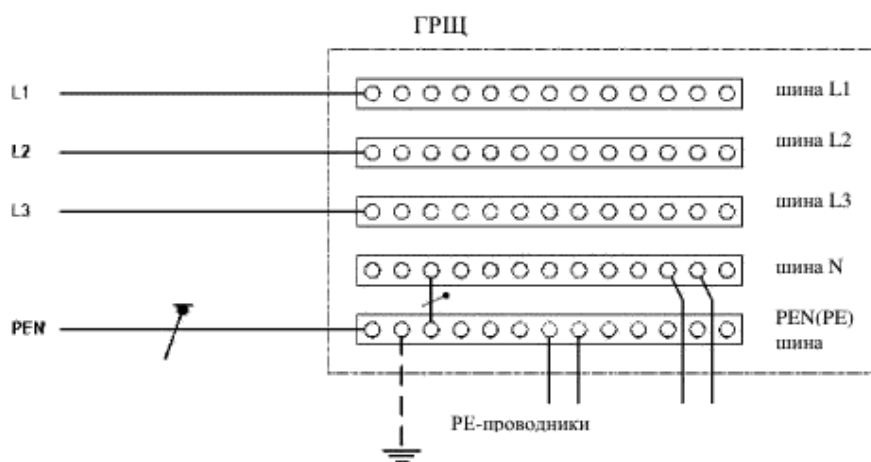 ГРЩ
L1
шина L1
L2
шина L2
L3
шина L3
шина N
PEN
PEN(PE)
шина
PE-проводники